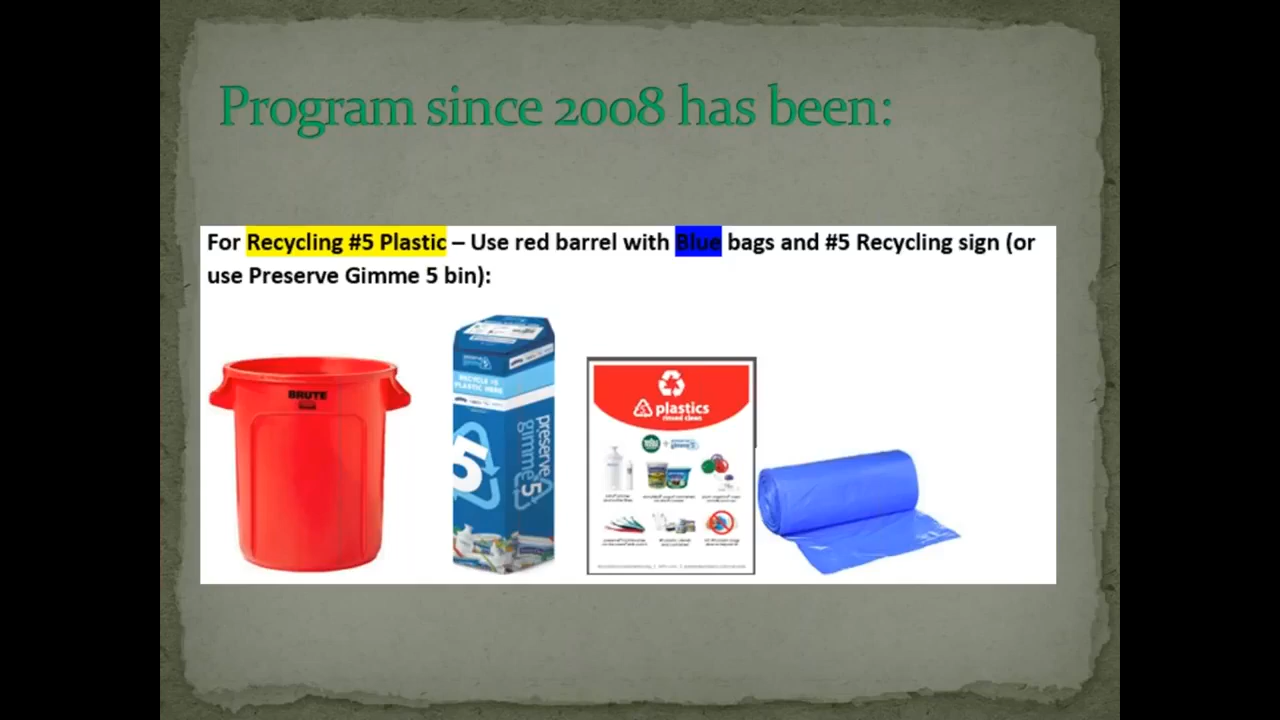 Program since 2008 has been:
For Recycling #5 Plastic – Use red barrel with Blue bags and #5 Recycling sign (or
use Preserve Gimme 5 bin):
BRUTE
RECYCLE #5
PLASTIC HERE
5
preserve
gimme 5
plastics
rinsed clean